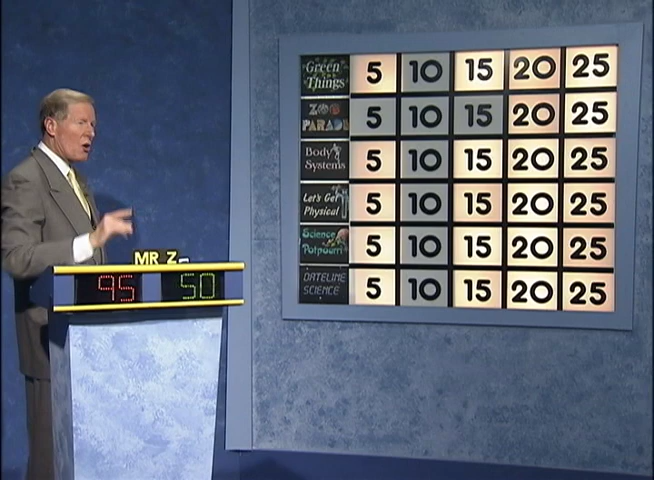 Green Things 5 10 15 20 25
ZOO PARADE 5 10 15 20 25
Body Systems 5 10 15 20 25
Let's Get Physical 5 10 15 20 25
Science Potpourri 5 10 15 20 25
DATELINE SCIENCE 5 10 15 20 25
MR Z
95 50